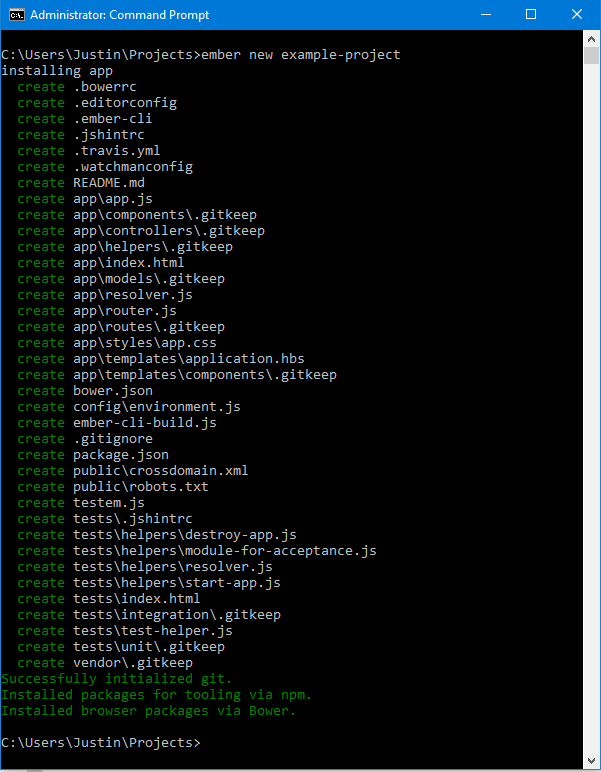 Administrator: Command Prompt
C:\Users\Justin\Projects>ember new example-project
installing app
  create .bowerrc
  create .editorconfig
  create .ember-cli
  create .jshintrc
  create .travis.yml
  create .watchmanconfig
  create README.md
  create app\app.js
  create app\components\.gitkeep
  create app\controllers\.gitkeep
  create app\helpers\.gitkeep
  create app\index.html
  create app\models\.gitkeep
  create app\resolver.js
  create app\router.js
  create app\routes\.gitkeep
  create app\styles\app.css
  create app\templates\application.hbs
  create app\templates\components\.gitkeep
  create bower.json
  create config\environment.js
  create ember-cli-build.js
  create .gitignore
  create package.json
  create public\crossdomain.xml
  create public\robots.txt
  create testem.js
  create tests\.jshintrc
  create tests\helpers\destroy-app.js
  create tests\helpers\module-for-acceptance.js
  create tests\helpers\resolver.js
  create tests\helpers\start-app.js
  create tests\index.html
  create tests\integration\.gitkeep
  create tests\test-helper.js
  create tests\unit\.gitkeep
  create vendor\.gitkeep
Successfully initialized git.
Installed packages for tooling via npm.
Installed browser packages via Bower.
C:\Users\Justin\Projects>